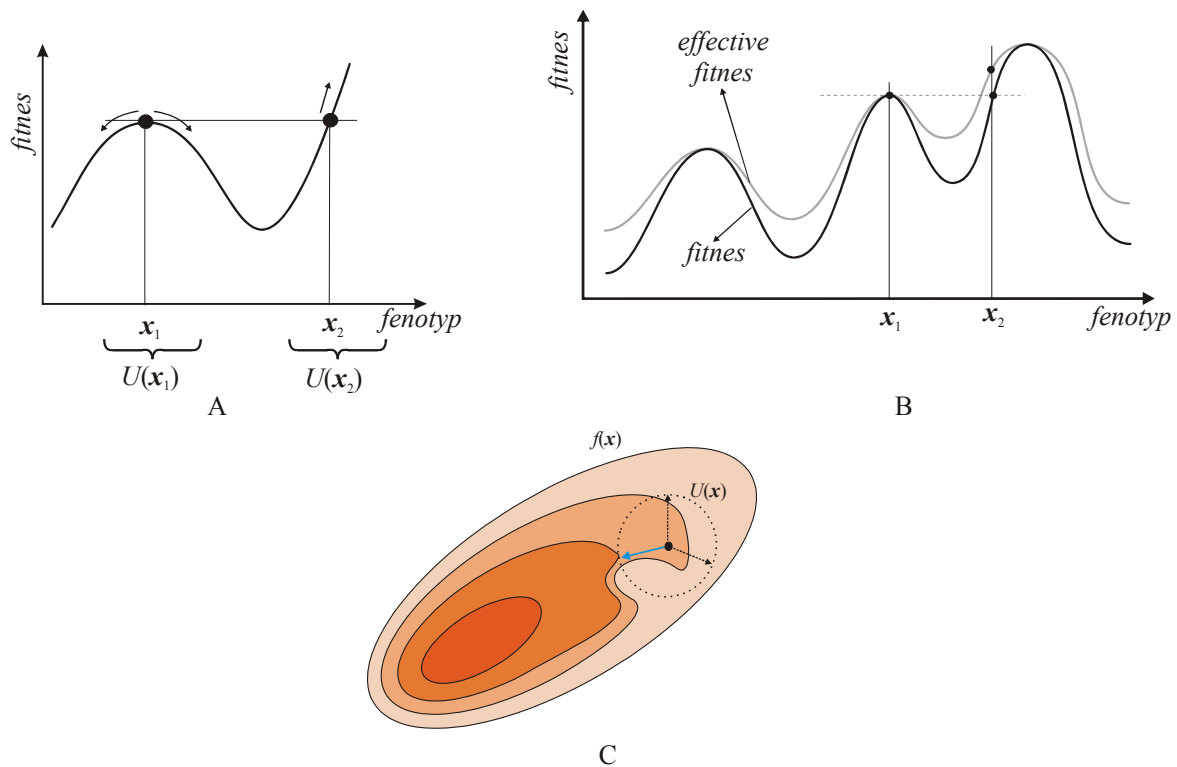 fitnes
x₁
x₂
fenotyp
U(x₁)
U(x₂)
A
fitnes
effective
fitnes
fitnes
x₁
x₂
fenotyp
B
f(x)
U(x)
C